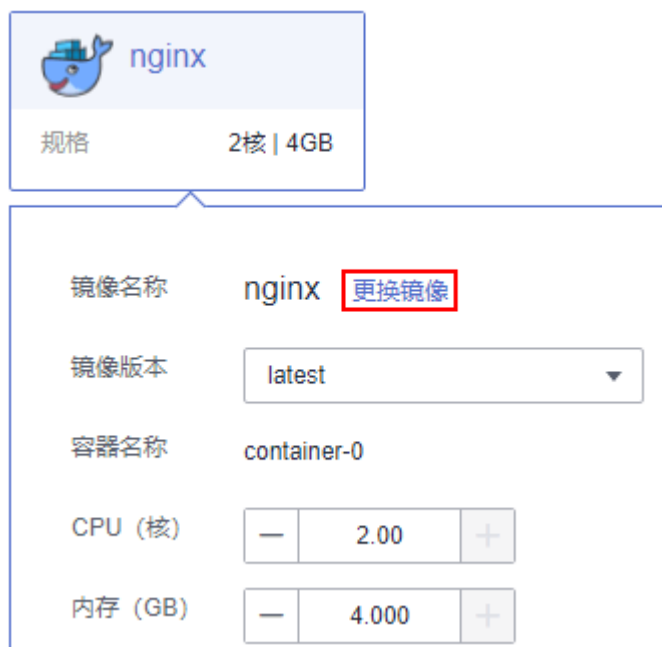 nginx
规格 2核 | 4GB
镜像名称 nginx 更换镜像
镜像版本 latest
容器名称 container-0
CPU（核） — 2.00 +
内存（GB） — 4.000 +